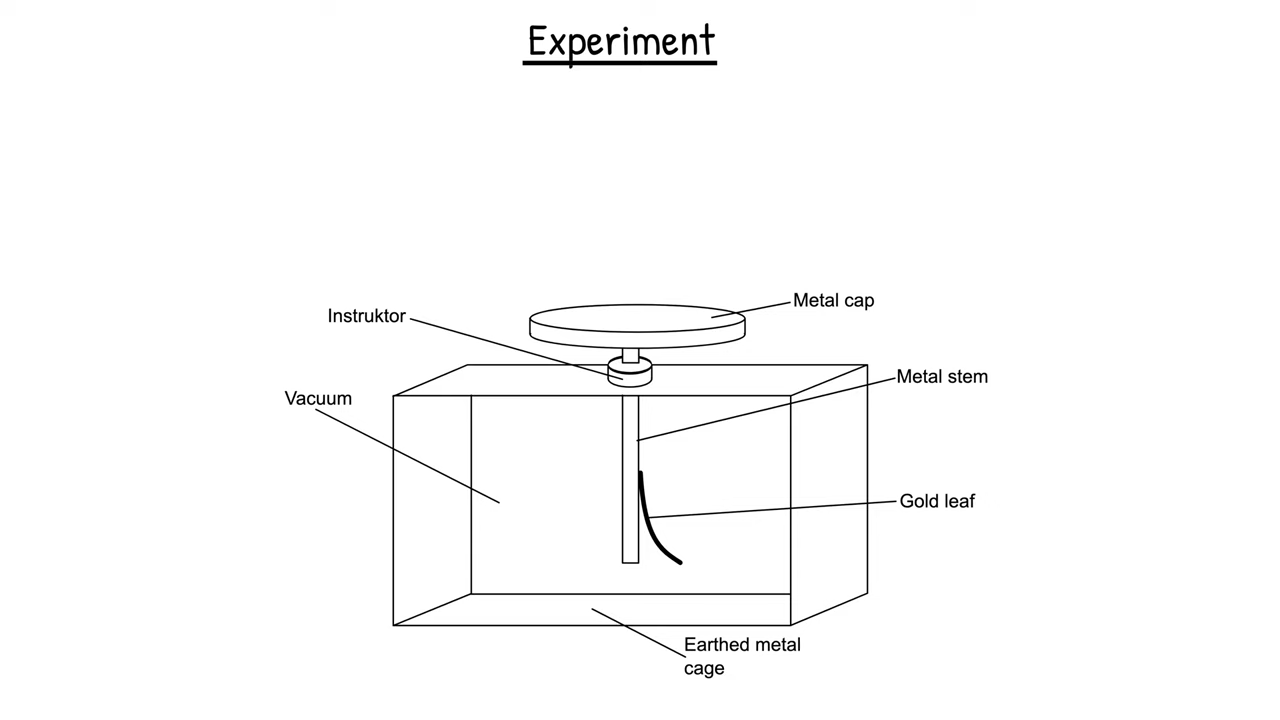 Experiment
Metal cap
Instruktor
Metal stem
Vacuum
Gold leaf
Earthed metal
cage